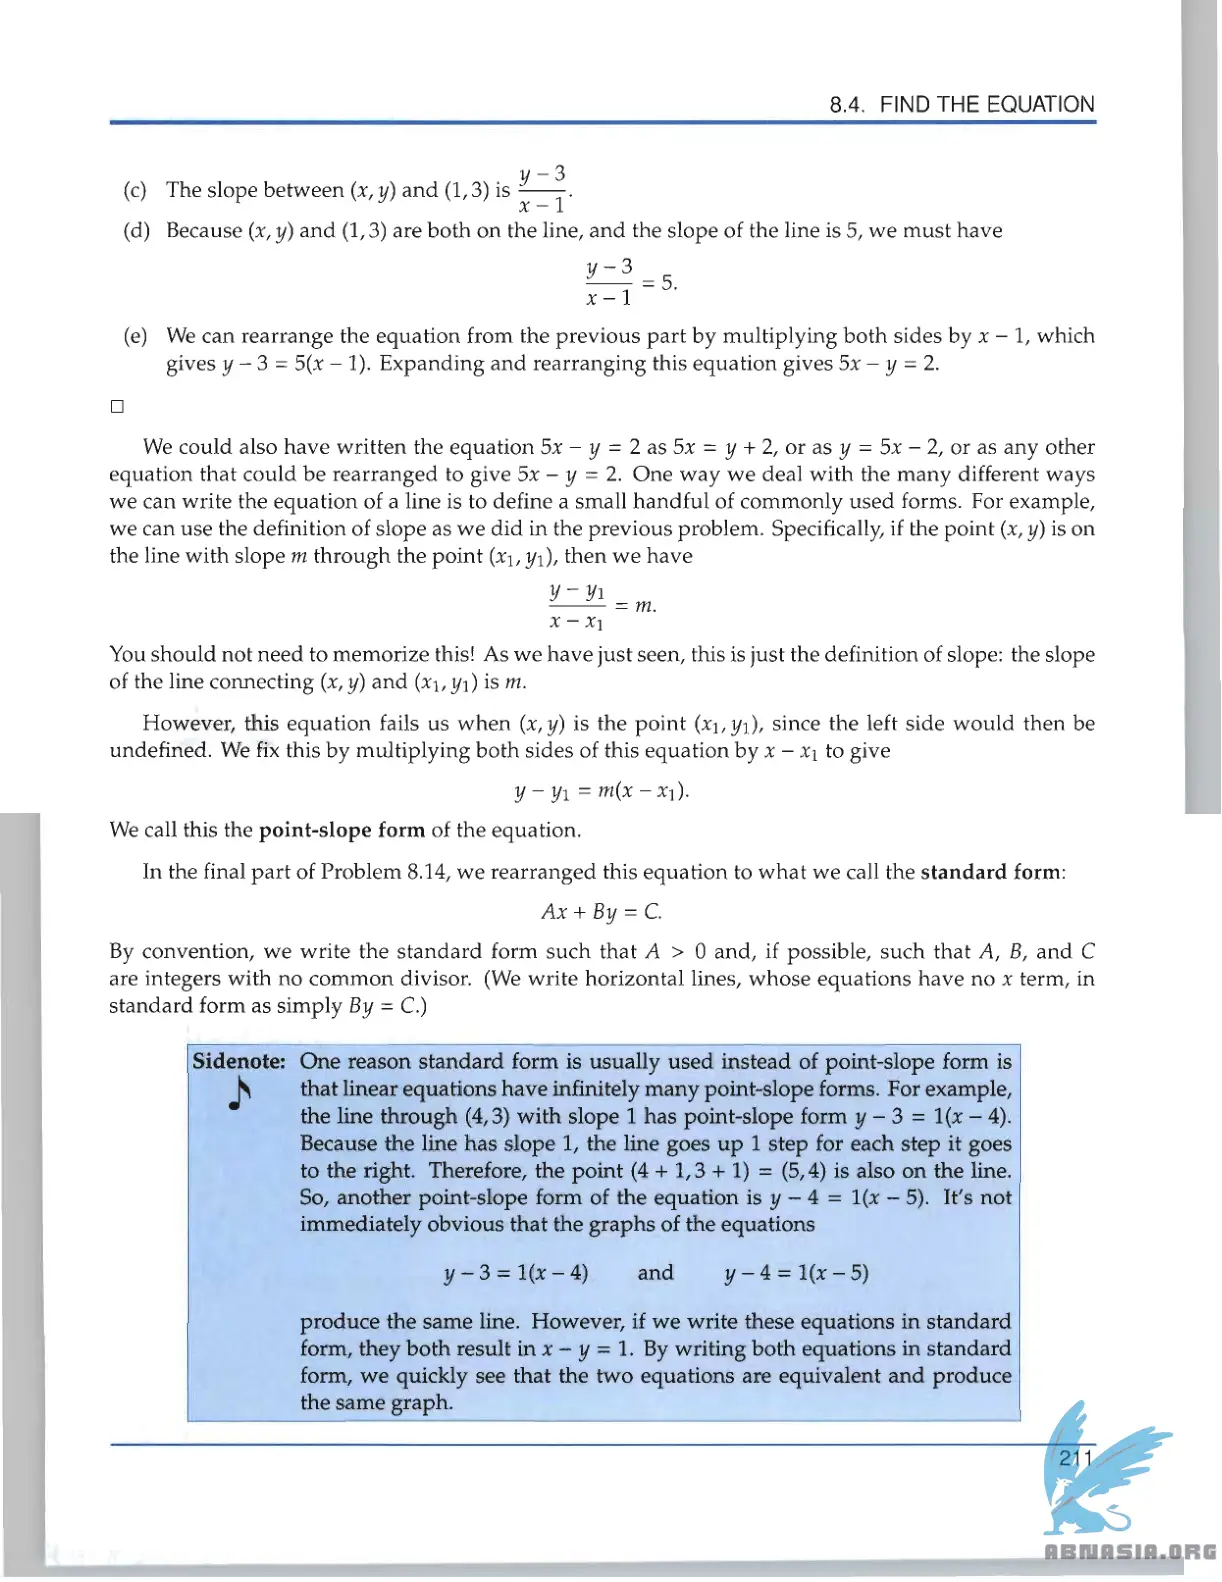 8.4. FIND THE EQUATION
(c) The slope between (x, y) and (1, 3) is (y − 3)/(x − 1).
(d) Because (x, y) and (1, 3) are both on the line, and the slope of the line is 5, we must have
(y − 3)/(x − 1) = 5.
(e) We can rearrange the equation from the previous part by multiplying both sides by x − 1, which
gives y − 3 = 5(x − 1). Expanding and rearranging this equation gives 5x − y = 2.
□
We could also have written the equation 5x − y = 2 as 5x = y + 2, or as y = 5x − 2, or as any other
equation that could be rearranged to give 5x − y = 2. One way we deal with the many different ways
we can write the equation of a line is to define a small handful of commonly used forms. For example,
we can use the definition of slope as we did in the previous problem. Specifically, if the point (x, y) is on
the line with slope m through the point (x₁, y₁), then we have
(y − y₁)/(x − x₁) = m.
You should not need to memorize this! As we have just seen, this is just the definition of slope: the slope
of the line connecting (x, y) and (x₁, y₁) is m.
However, this equation fails us when (x, y) is the point (x₁, y₁), since the left side would then be
undefined. We fix this by multiplying both sides of this equation by x − x₁ to give
y − y₁ = m(x − x₁).
We call this the point-slope form of the equation.
In the final part of Problem 8.14, we rearranged this equation to what we call the standard form:
Ax + By = C.
By convention, we write the standard form such that A > 0 and, if possible, such that A, B, and C
are integers with no common divisor. (We write horizontal lines, whose equations have no x term, in
standard form as simply By = C.)
Sidenote: One reason standard form is usually used instead of point-slope form is
that linear equations have infinitely many point-slope forms. For example,
the line through (4, 3) with slope 1 has point-slope form y − 3 = 1(x − 4).
Because the line has slope 1, the line goes up 1 step for each step it goes
to the right. Therefore, the point (4 + 1, 3 + 1) = (5, 4) is also on the line.
So, another point-slope form of the equation is y − 4 = 1(x − 5). It's not
immediately obvious that the graphs of the equations
y − 3 = 1(x − 4) and y − 4 = 1(x − 5)
produce the same line. However, if we write these equations in standard
form, they both result in x − y = 1. By writing both equations in standard
form, we quickly see that the two equations are equivalent and produce
the same graph.
211
ABNASIA.ORG